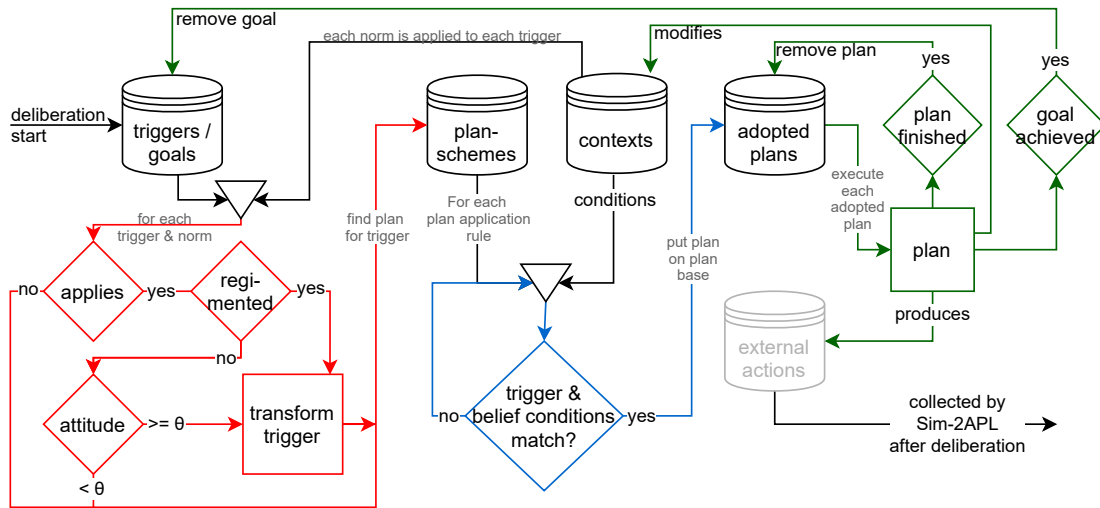 remove goal
each norm is applied to each trigger
modifies
remove plan
yes
yes
deliberation
start
triggers /
goals
plan-
schemes
contexts
adopted
plans
plan
finished
goal
achieved
for each
trigger & norm
find plan
for trigger
For each
plan application
rule
conditions
execute
each
adopted
plan
put plan
on plan
base
plan
no
applies
yes
regi-
mented
yes
no
produces
external
actions
attitude
>= θ
transform
trigger
< θ
no
trigger &
belief conditions
match?
yes
collected by
Sim-2APL
after deliberation